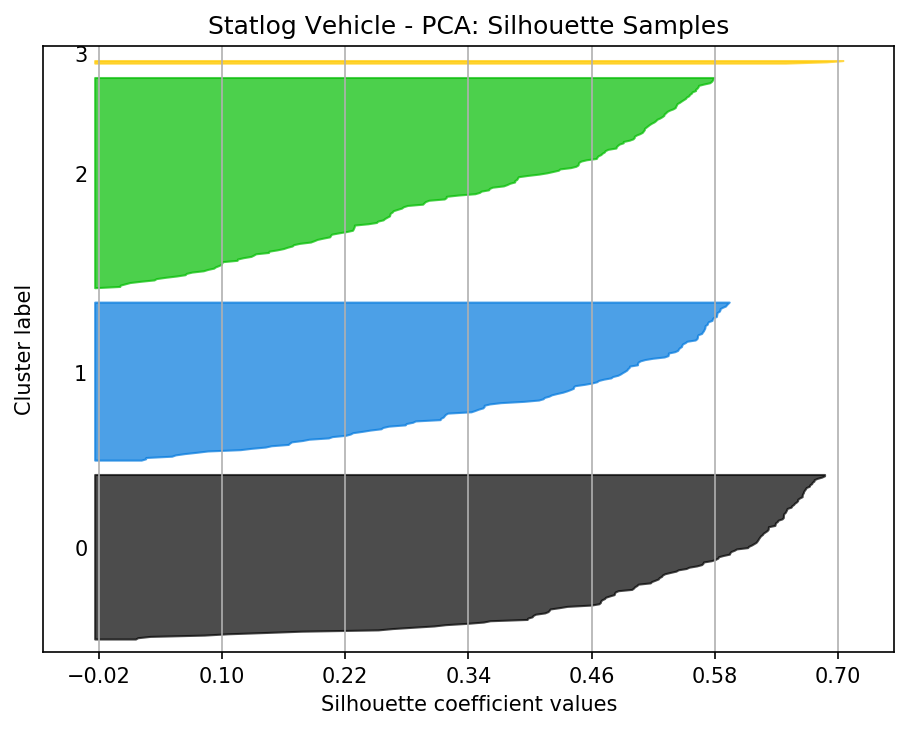 Statlog Vehicle - PCA: Silhouette Samples
3
2
1
0
Cluster label
−0.02 0.10 0.22 0.34 0.46 0.58 0.70
Silhouette coefficient values